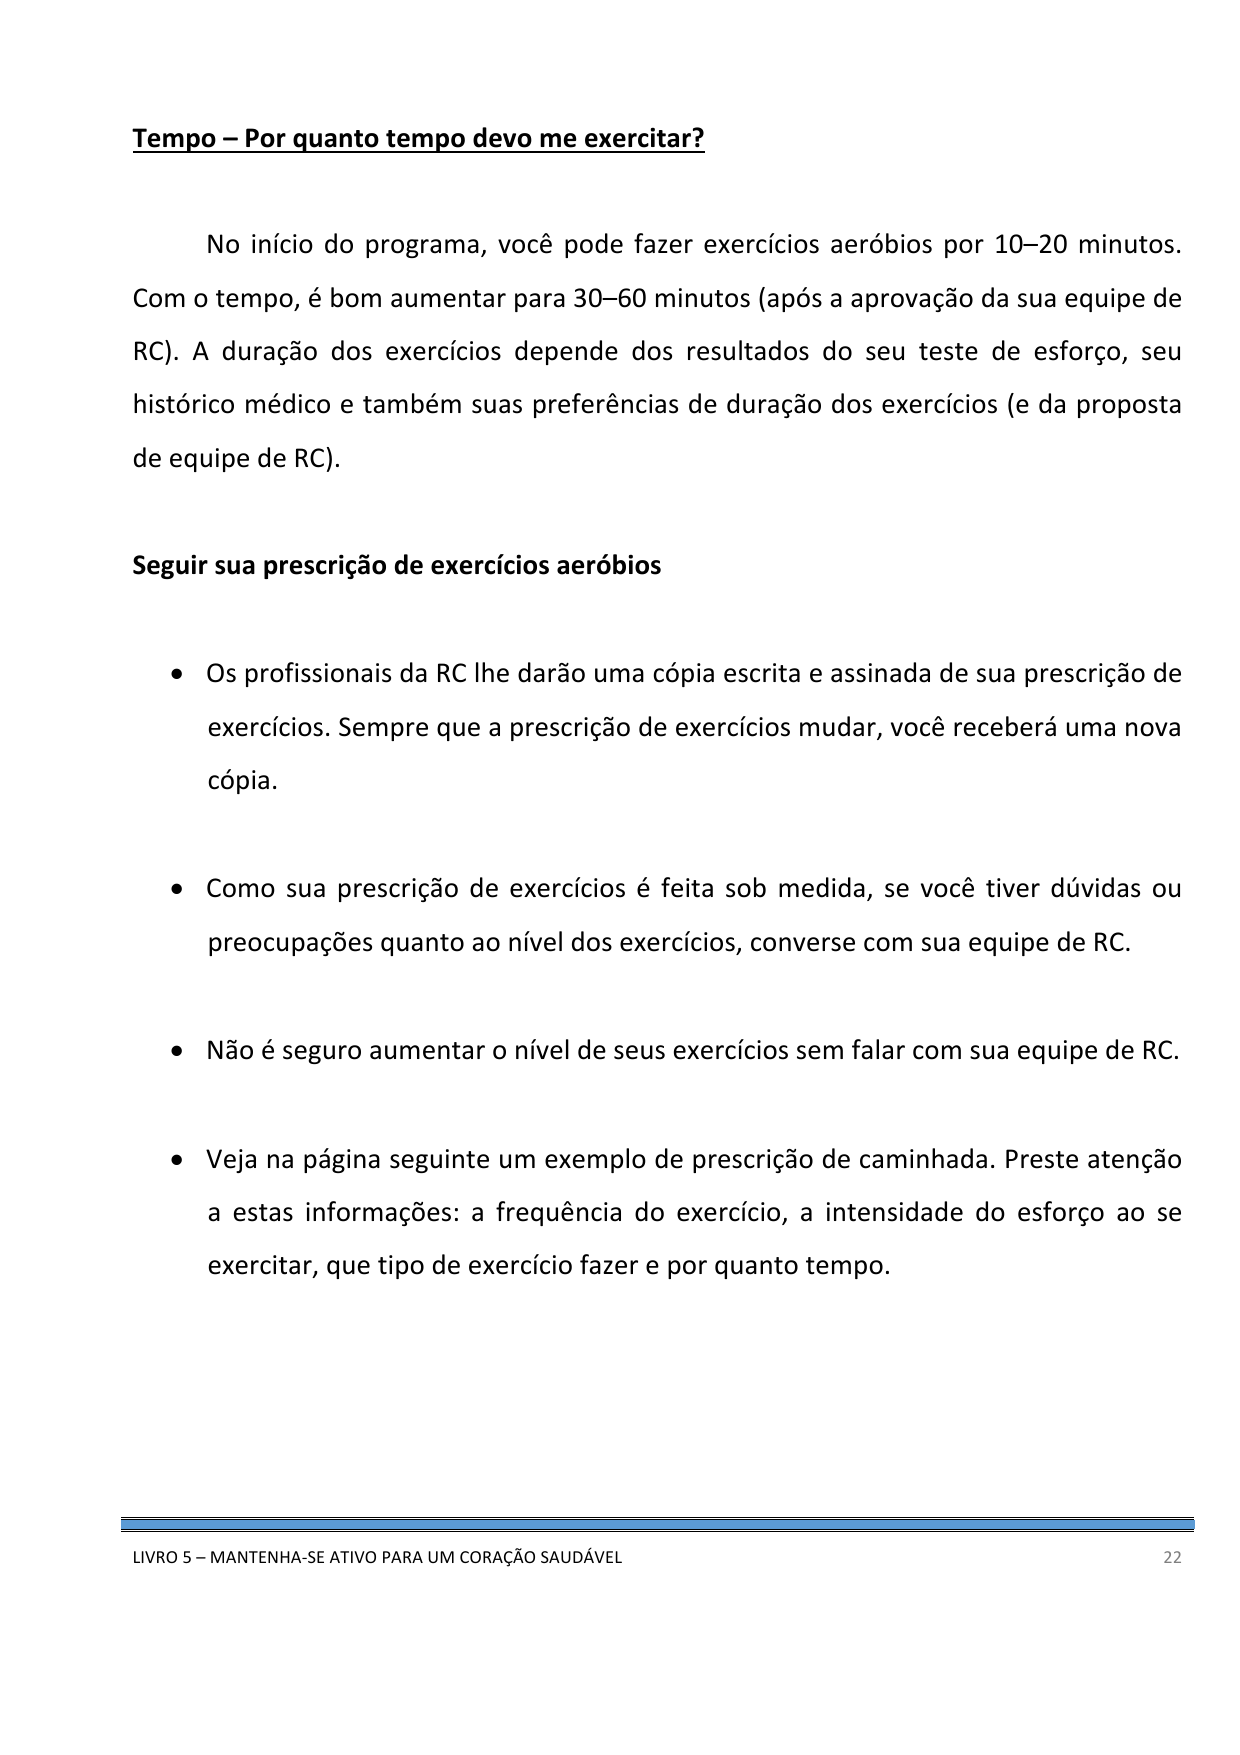 Tempo – Por quanto tempo devo me exercitar?
No início do programa, você pode fazer exercícios aeróbios por 10–20 minutos.
Com o tempo, é bom aumentar para 30–60 minutos (após a aprovação da sua equipe de
RC). A duração dos exercícios depende dos resultados do seu teste de esforço, seu
histórico médico e também suas preferências de duração dos exercícios (e da proposta
de equipe de RC).
Seguir sua prescrição de exercícios aeróbios
• Os profissionais da RC lhe darão uma cópia escrita e assinada de sua prescrição de
exercícios. Sempre que a prescrição de exercícios mudar, você receberá uma nova
cópia.
• Como sua prescrição de exercícios é feita sob medida, se você tiver dúvidas ou
preocupações quanto ao nível dos exercícios, converse com sua equipe de RC.
• Não é seguro aumentar o nível de seus exercícios sem falar com sua equipe de RC.
• Veja na página seguinte um exemplo de prescrição de caminhada. Preste atenção
a estas informações: a frequência do exercício, a intensidade do esforço ao se
exercitar, que tipo de exercício fazer e por quanto tempo.
LIVRO 5 – MANTENHA-SE ATIVO PARA UM CORAÇÃO SAUDÁVEL 22